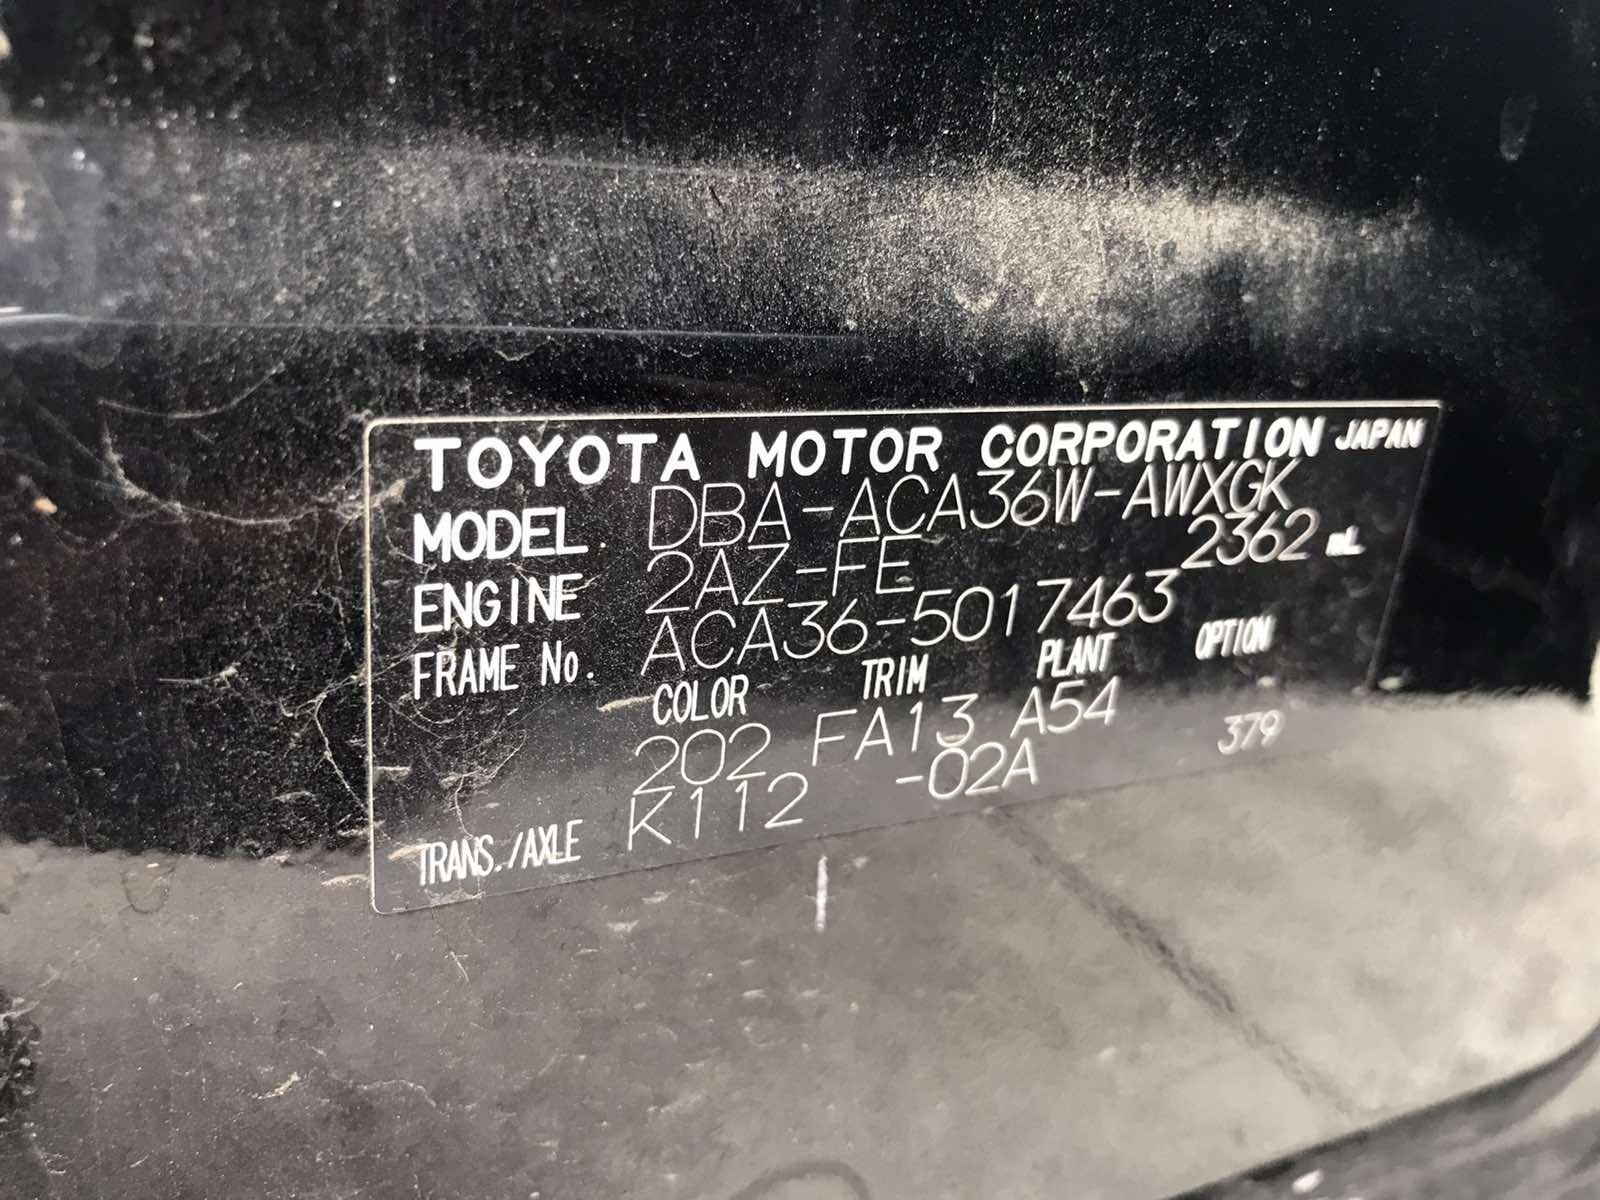 TOYOTA MOTOR CORPORATION JAPAN
MODEL DBA-ACA36W-AWXGK
ENGINE 2AZ-FE 2362 mL
FRAME No. ACA36-5017463
COLOR TRIM PLANT OPTION
202 FA13 A54
TRANS./AXLE K112 -02A 379